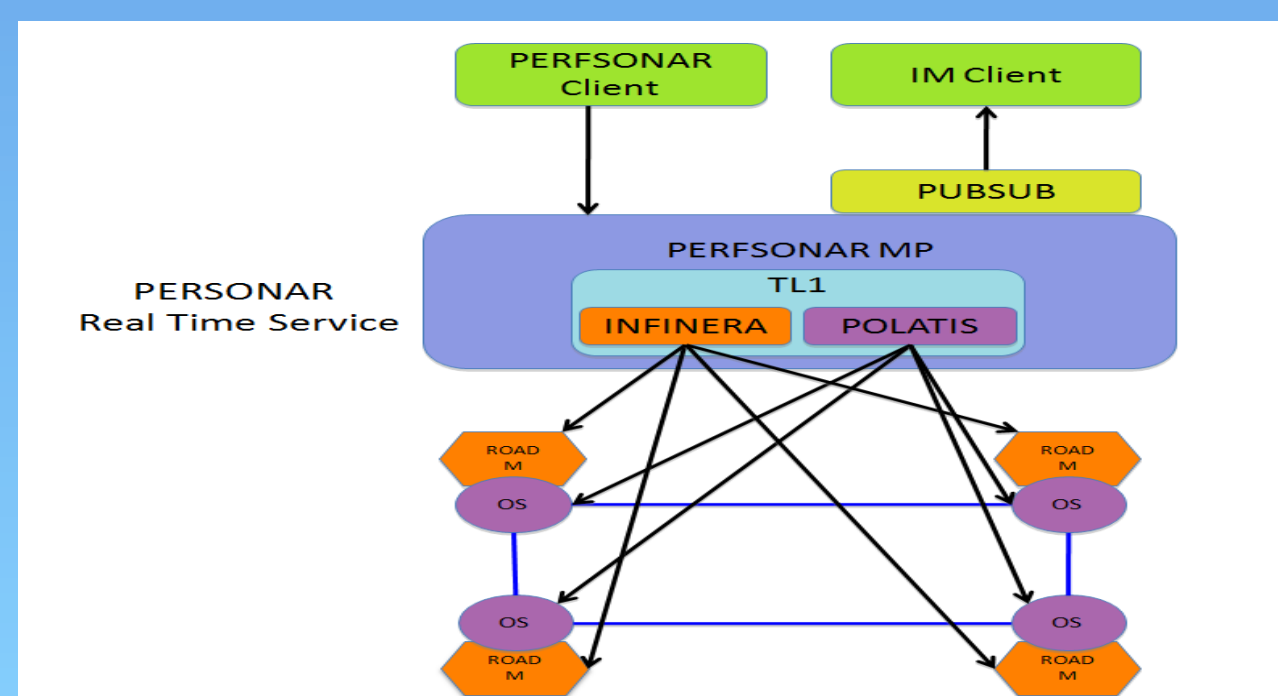 PERFSONAR
Client
IM Client
PUBSUB
PERFSONAR MP
TL1
INFINERA
POLATIS
PERSONAR
Real Time Service
ROAD
M
ROAD
M
OS
OS
OS
OS
ROAD
M
ROAD
M